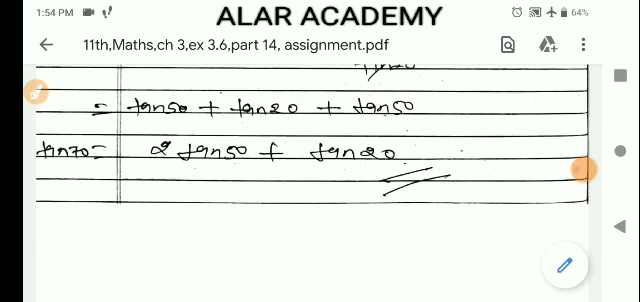 1:54 PM
ALAR ACADEMY
64%
11th,Maths,ch 3,ex 3.6,part 14, assignment.pdf
= tan50 + tan20 + tan50
tan70= 2 tan50 + tan20